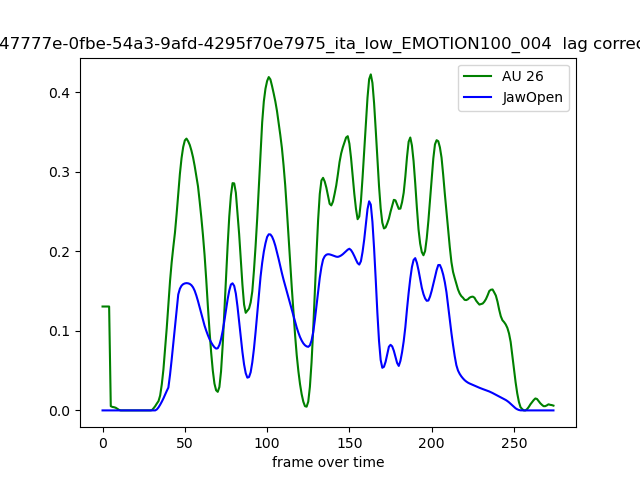 47777e-0fbe-54a3-9afd-4295f70e7975_ita_low_EMOTION100_004 lag correc
AU 26
JawOpen
0.4
0.3
0.2
0.1
0.0
0 50 100 150 200 250
frame over time